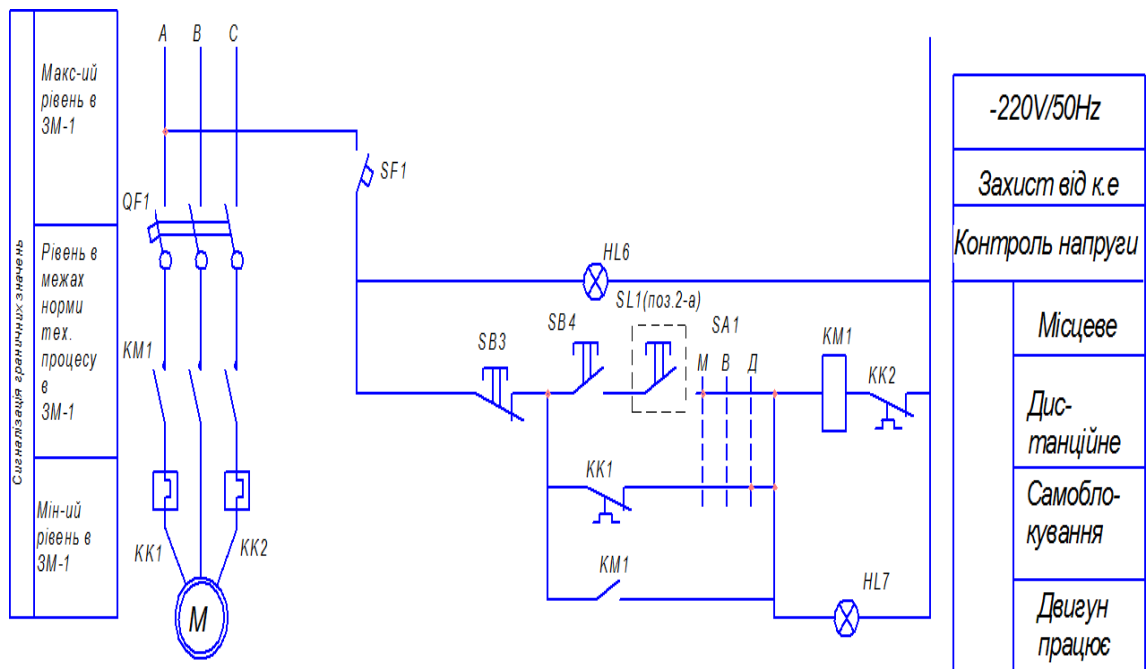 Сигналізація граничних значень
Макс-ий
рівень в
ЗМ-1
Рівень в
межах
норми
тех.
процесу
в
ЗМ-1
Мін-ий
рівень в
ЗМ-1
A B C
QF1
KM1
KK1
KK2
M
SF1
HL6
SL1(поз.2-а)
SB3
SB4
SA1
М В Д
KM1
KK2
KK1
KM1
HL7
-220V/50Hz
Захист від к.е
Контроль напруги
Місцеве
Дис-
танційне
Самобло-
кування
Двигун
працює